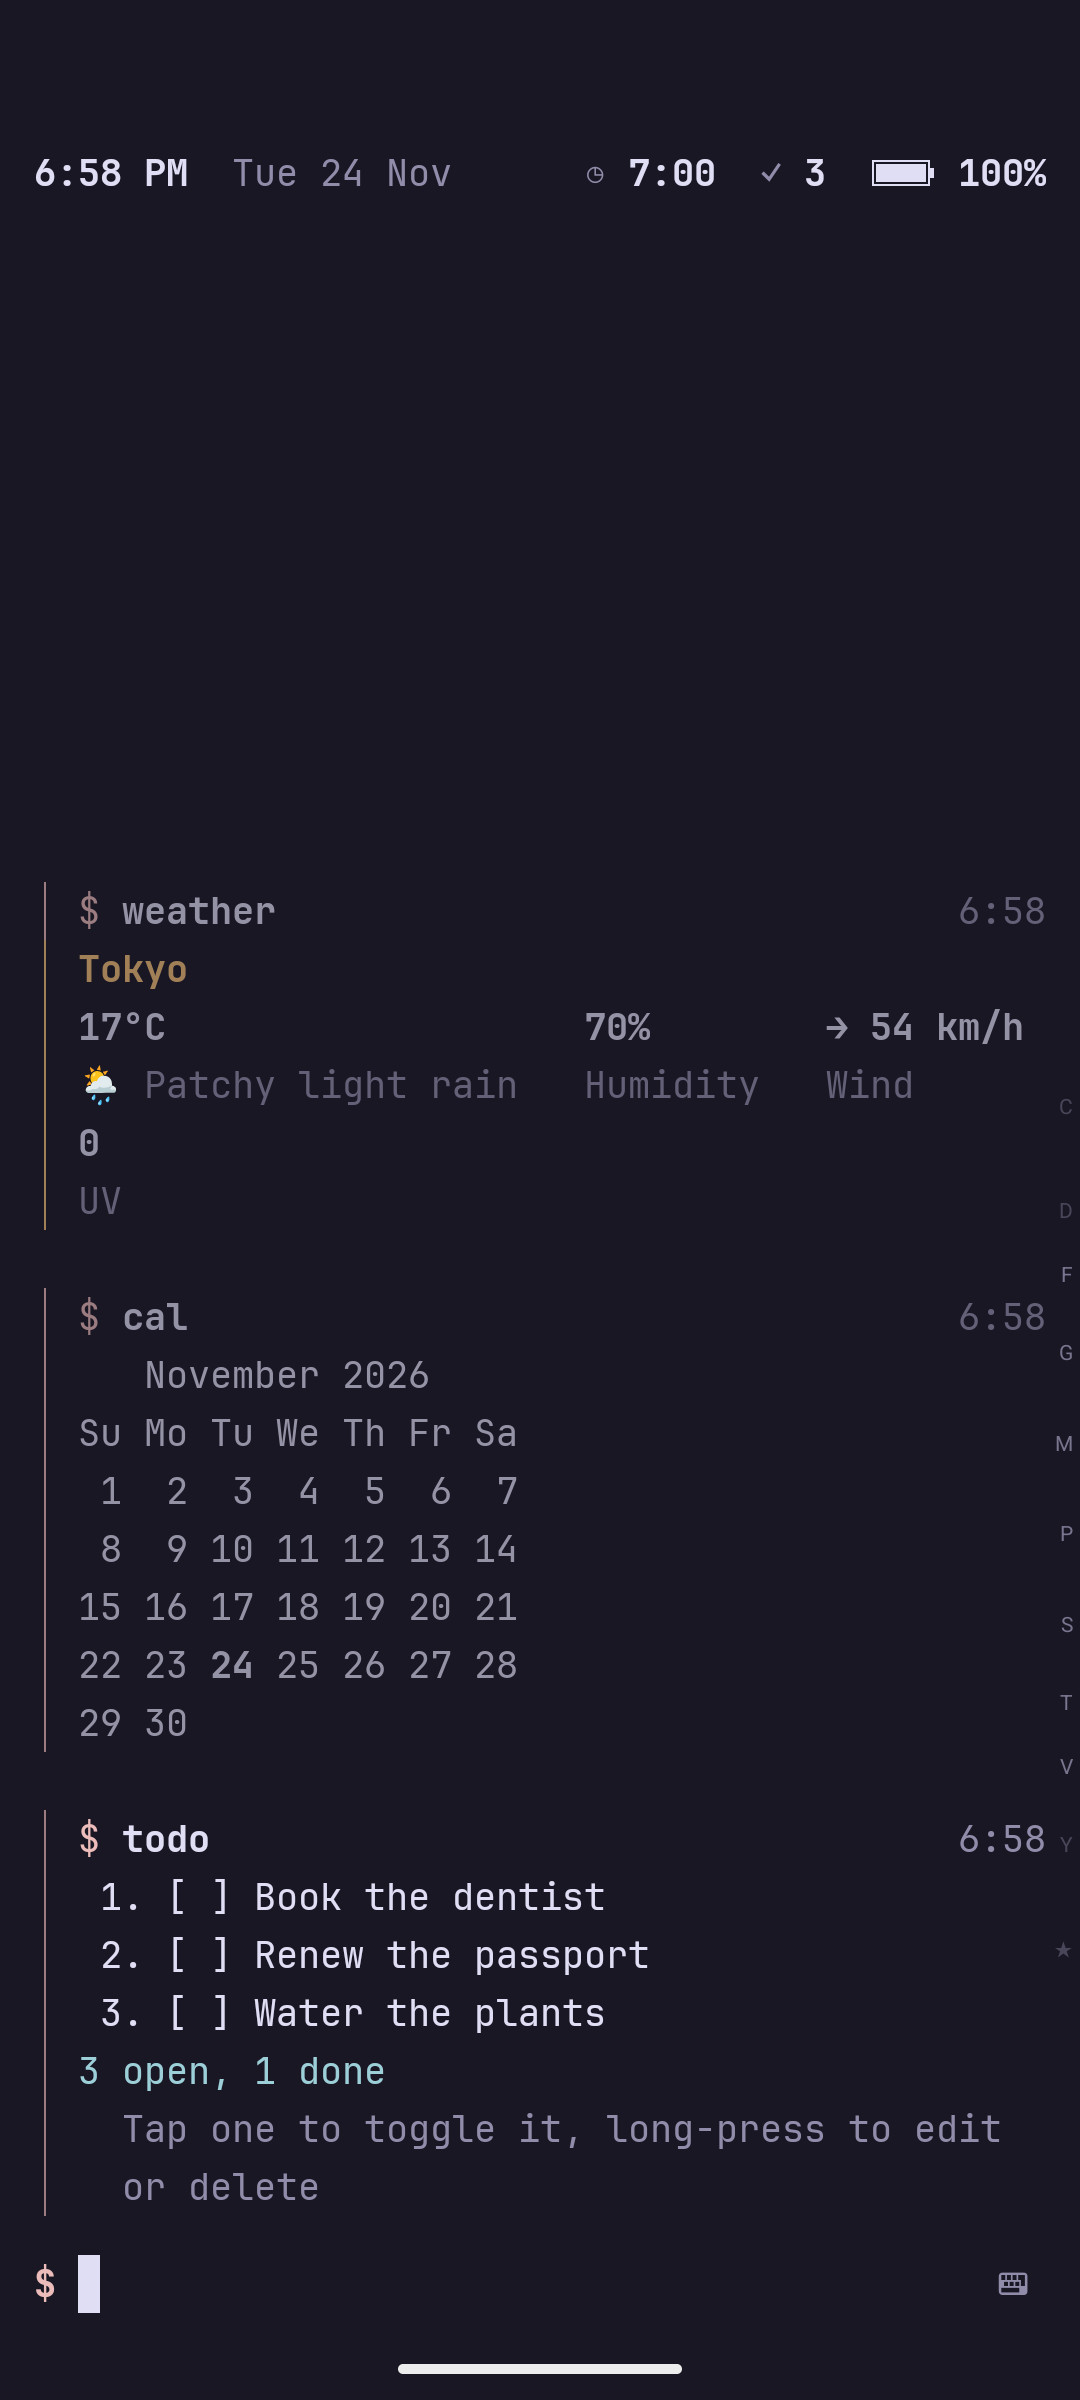 6:58 PM  Tue 24 Nov  ◷ 7:00  ✓ 3  100%
$ weather  6:58
Tokyo
17°C  70%  → 54 km/h
🌦 Patchy light rain  Humidity  Wind
0
UV
$ cal  6:58
November 2026
Su Mo Tu We Th Fr Sa
1  2  3  4  5  6  7
8  9 10 11 12 13 14
15 16 17 18 19 20 21
22 23 24 25 26 27 28
29 30
$ todo  6:58
1. [ ] Book the dentist
2. [ ] Renew the passport
3. [ ] Water the plants
3 open, 1 done
Tap one to toggle it, long-press to edit
or delete
$
C
D
F
G
M
P
S
T
V
Y
★